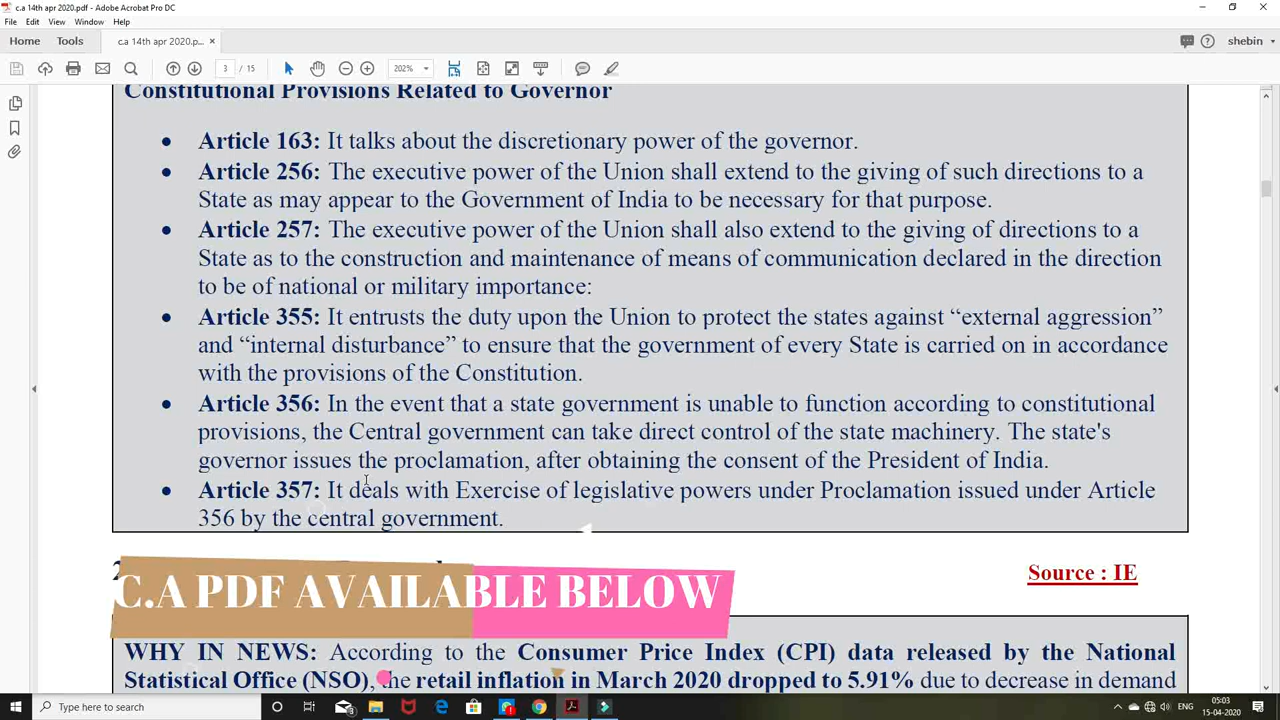 c.a 14th apr 2020.pdf - Adobe Acrobat Pro DC
File Edit View Window Help
Home Tools c.a 14th apr 2020.p... × shebin
3 / 15 202%
Constitutional Provisions Related to Governor
• Article 163: It talks about the discretionary power of the governor.
• Article 256: The executive power of the Union shall extend to the giving of such directions to a
State as may appear to the Government of India to be necessary for that purpose.
• Article 257: The executive power of the Union shall also extend to the giving of directions to a
State as to the construction and maintenance of means of communication declared in the direction
to be of national or military importance:
• Article 355: It entrusts the duty upon the Union to protect the states against “external aggression”
and “internal disturbance” to ensure that the government of every State is carried on in accordance
with the provisions of the Constitution.
• Article 356: In the event that a state government is unable to function according to constitutional
provisions, the Central government can take direct control of the state machinery. The state's
governor issues the proclamation, after obtaining the consent of the President of India.
• Article 357: It deals with Exercise of legislative powers under Proclamation issued under Article
356 by the central government.
Source : IE
C.A PDF AVAILABLE BELOW
WHY IN NEWS: According to the Consumer Price Index (CPI) data released by the National
Statistical Office (NSO), the retail inflation in March 2020 dropped to 5.91% due to decrease in demand
Type here to search
ENG
05:03
15-04-2020